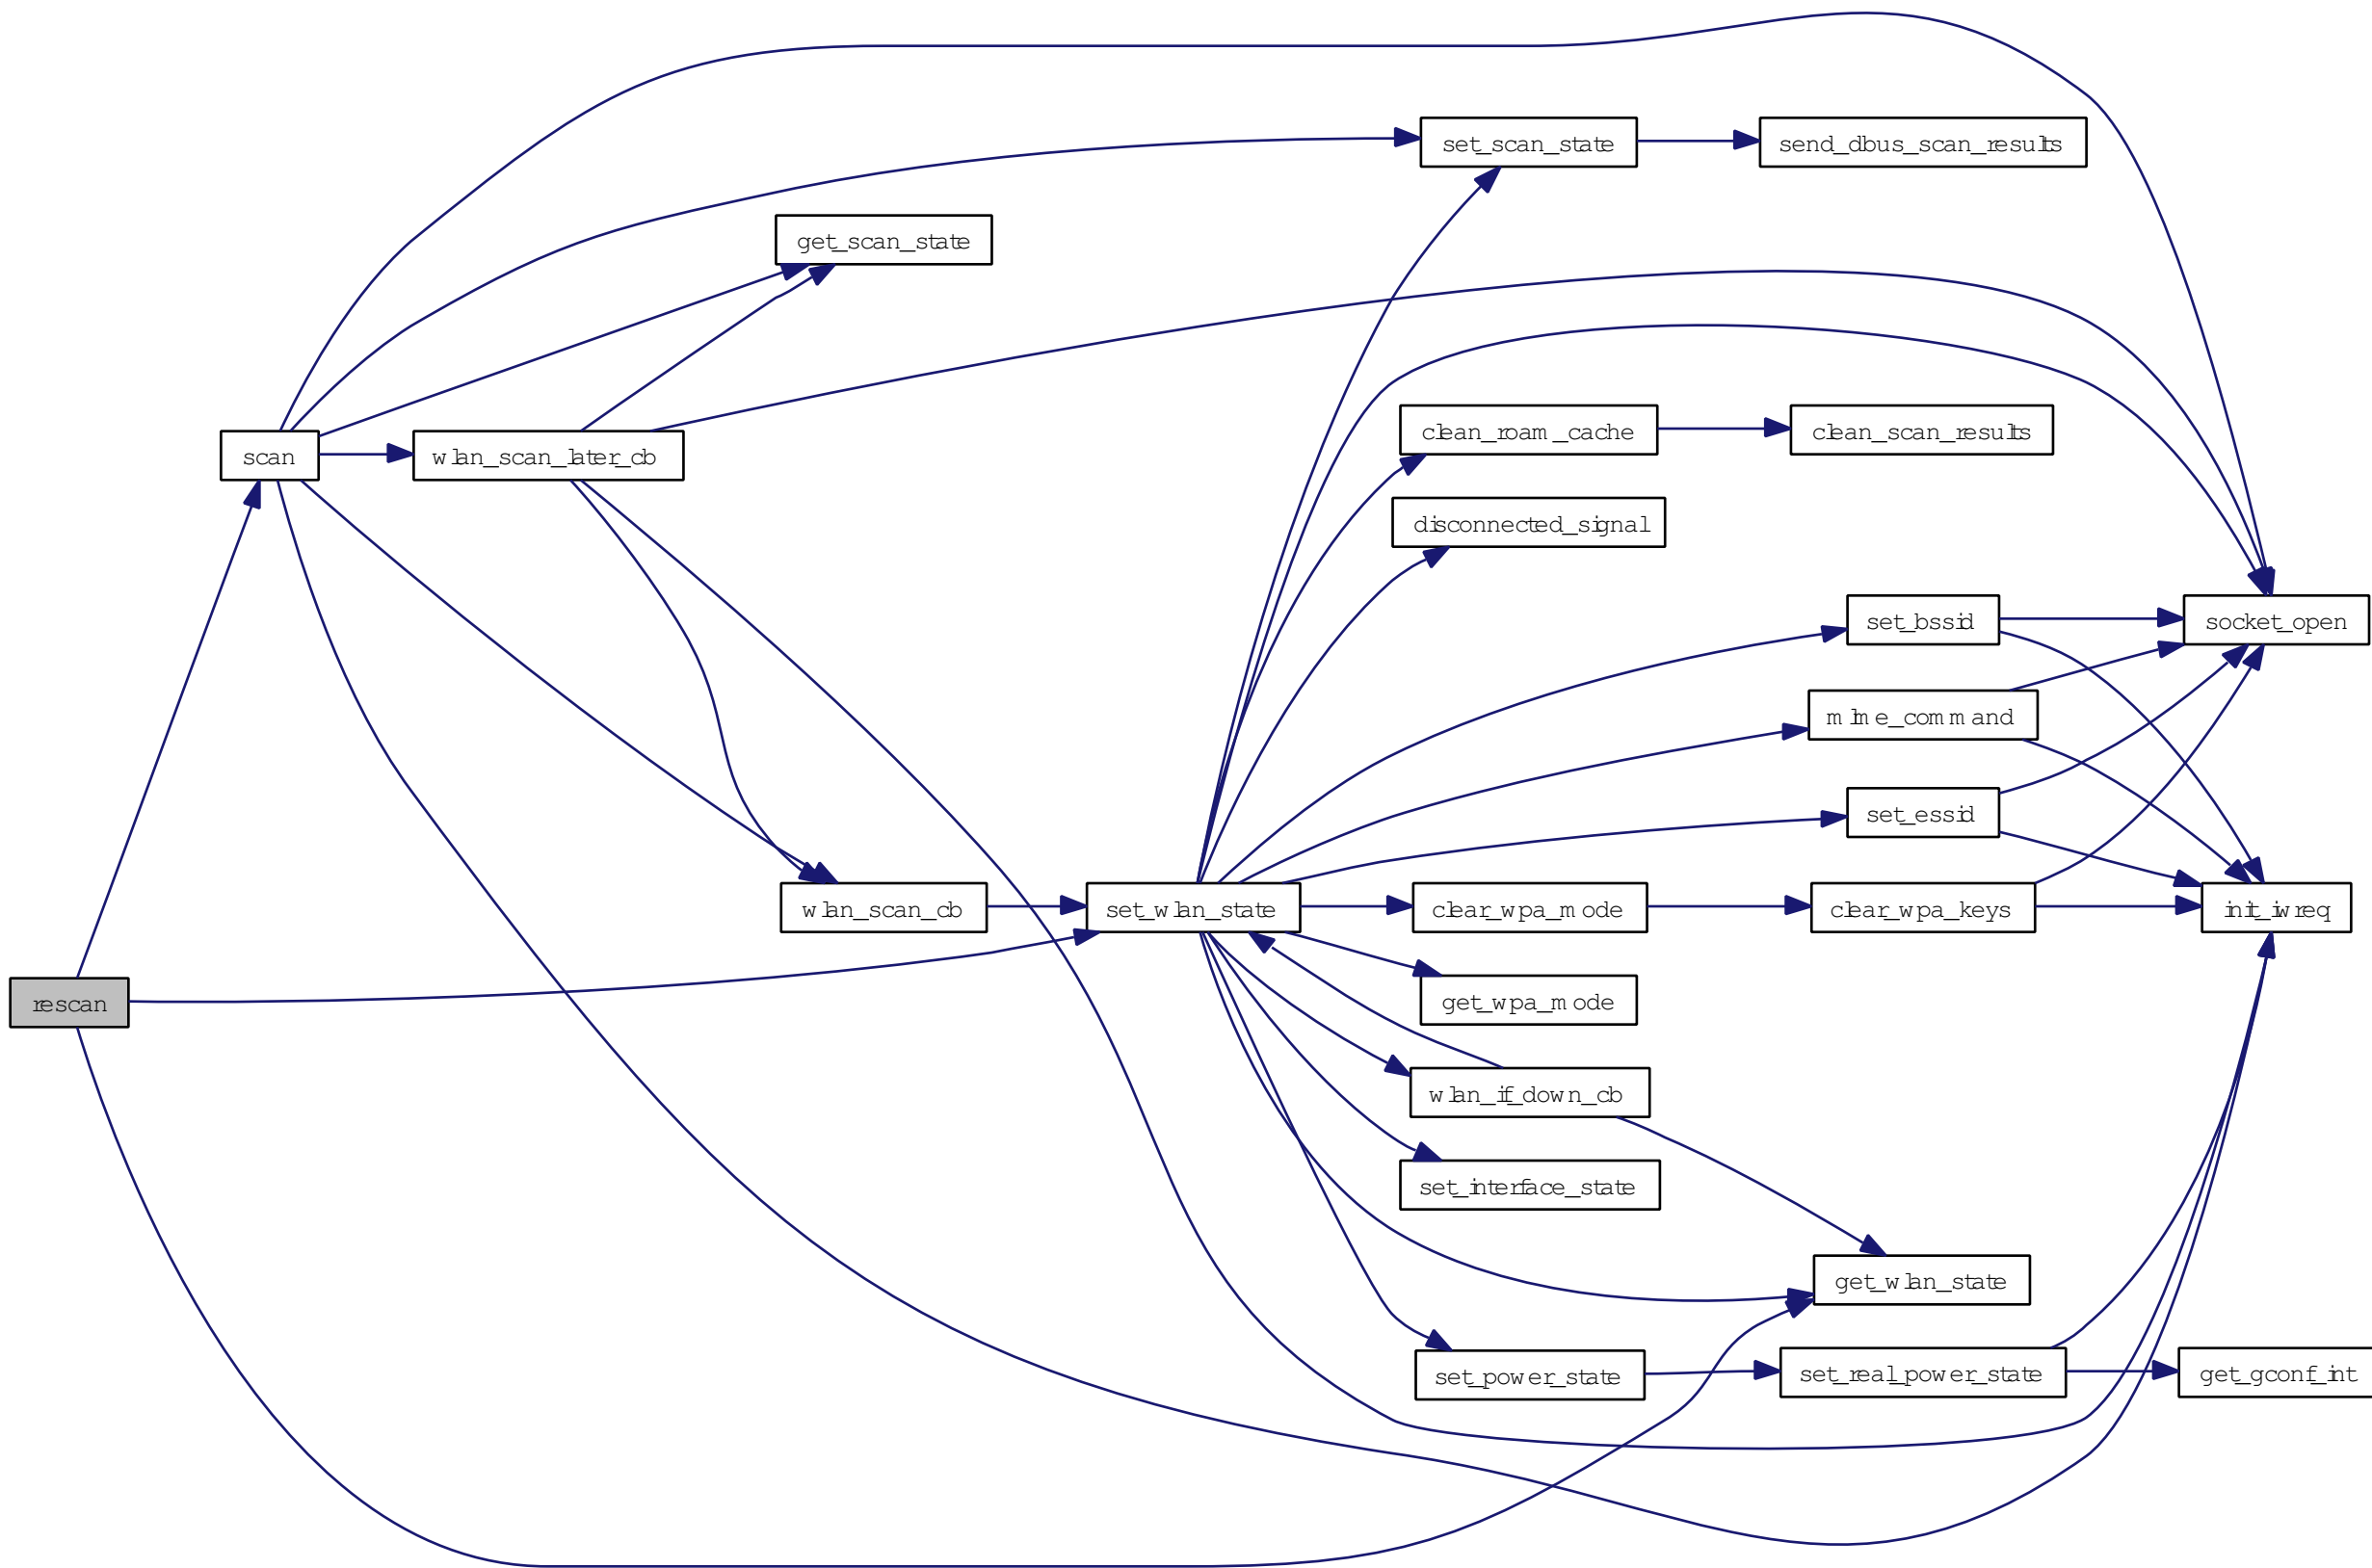 set_scan_state
send_dbus_scan_results
get_scan_state
clean_roam_cache
clean_scan_results
scan
wlan_scan_later_cb
disconnected_signal
set_bssid
socket_open
mlme_command
set_essid
wlan_scan_cb
set_wlan_state
clear_wpa_mode
clear_wpa_keys
init_iwreq
rescan
get_wpa_mode
wlan_if_down_cb
set_interface_state
get_wlan_state
set_power_state
set_real_power_state
get_gconf_int